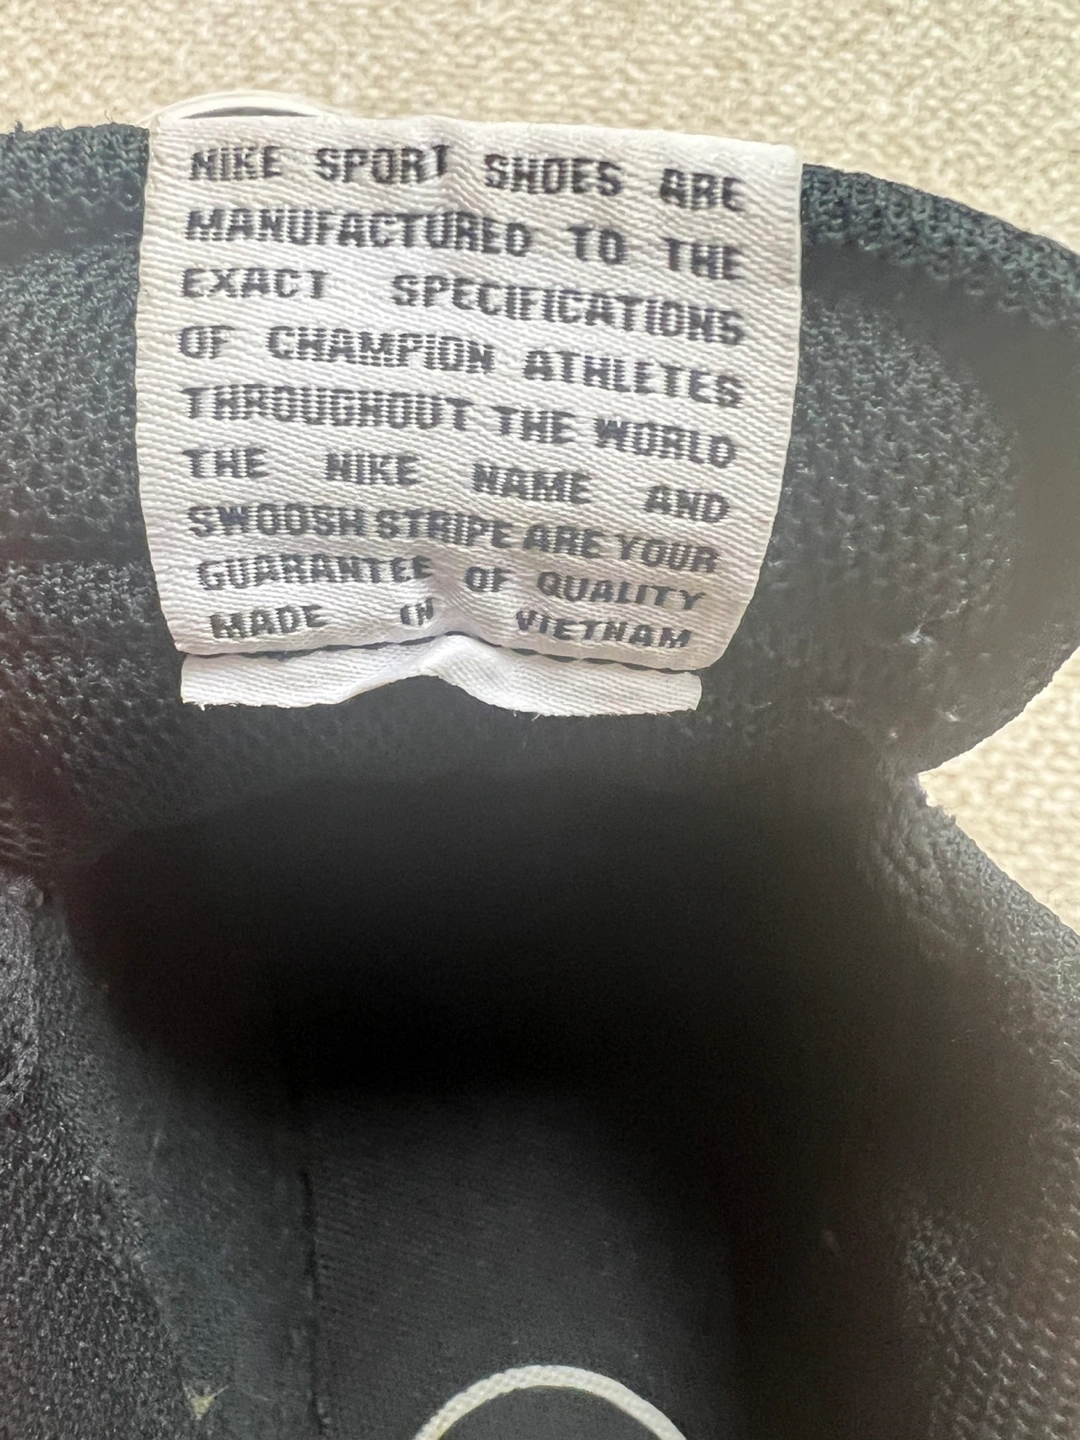 NIKE SPORT SHOES ARE
MANUFACTURED TO THE
EXACT SPECIFICATIONS
OF CHAMPION ATHLETES
THROUGHOUT THE WORLD
THE NIKE NAME AND
SWOOSH STRIPE ARE YOUR
GUARANTEE OF QUALITY
MADE IN VIETNAM